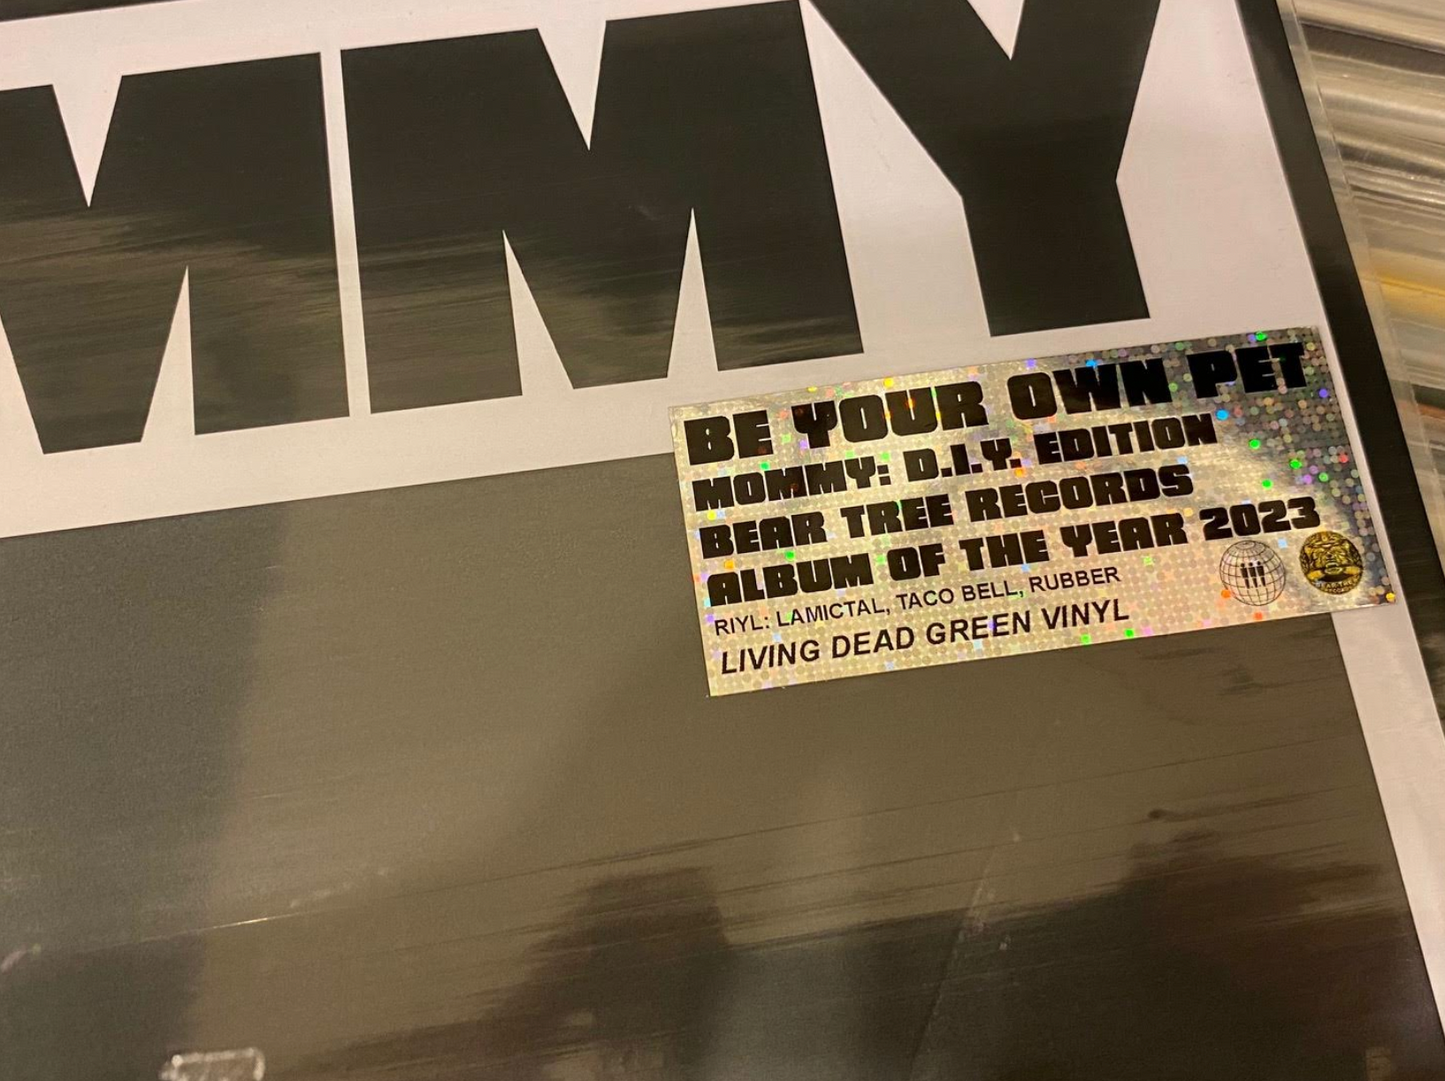 MMY
BE YOUR OWN PET
MOMMY: D.I.Y. EDITION
BEAR TREE RECORDS
ALBUM OF THE YEAR 2023
RIYL: LAMICTAL, TACO BELL, RUBBER
LIVING DEAD GREEN VINYL
iii